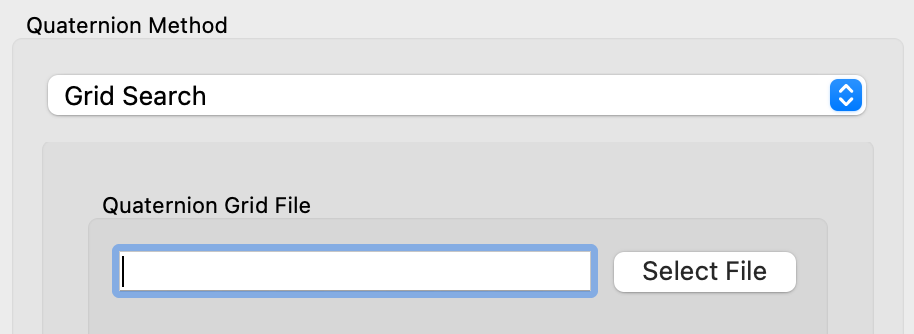 Quaternion Method
Grid Search
Quaternion Grid File
Select File